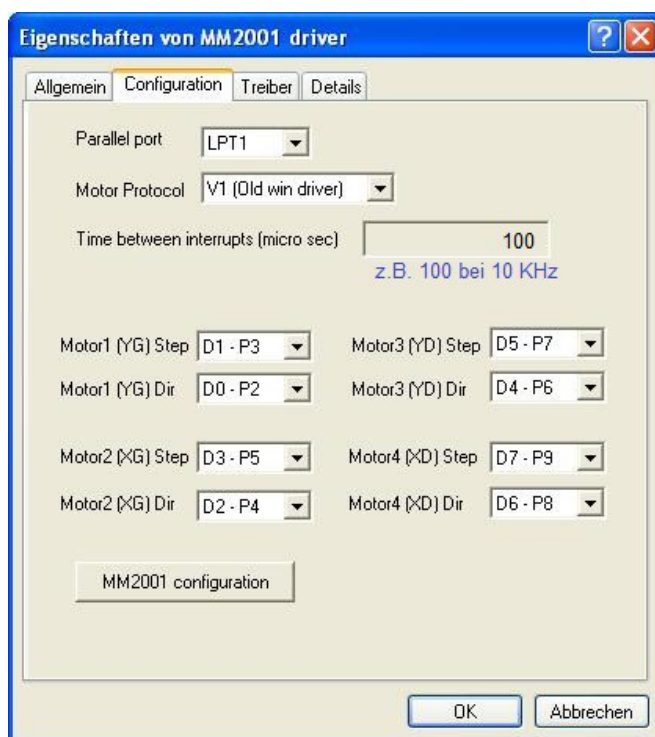 Eigenschaften von MM2001 driver
Allgemein Configuration Treiber Details
Parallel port LPT1
Motor Protocol V1 (Old win driver)
Time between interrupts (micro sec) 100
z.B. 100 bei 10 KHz
Motor1 (YG) Step D1 - P3 Motor3 (YD) Step D5 - P7
Motor1 (YG) Dir D0 - P2 Motor3 (YD) Dir D4 - P6
Motor2 (XG) Step D3 - P5 Motor4 (XD) Step D7 - P9
Motor2 (XG) Dir D2 - P4 Motor4 (XD) Dir D6 - P8
MM2001 configuration
OK Abbrechen